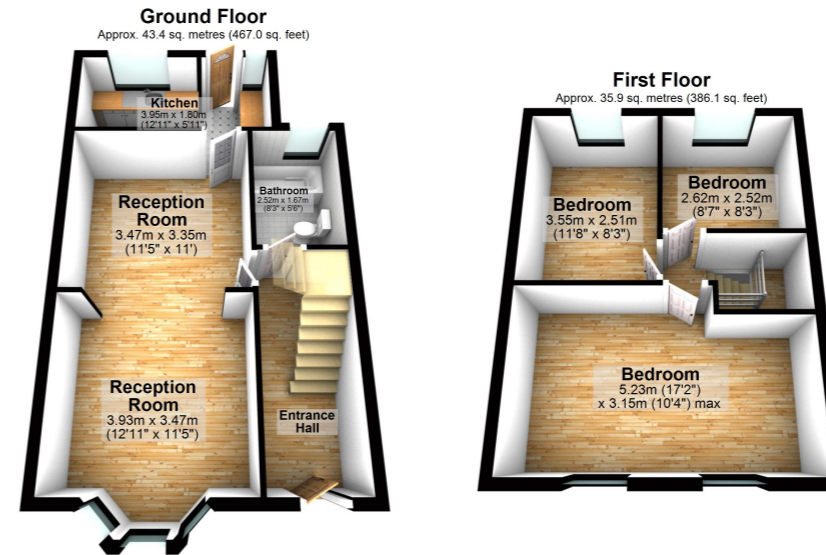 Ground Floor
Approx. 43.4 sq. metres (467.0 sq. feet)
Kitchen
3.95m x 1.80m
(12'11" x 5'11")
Bathroom
2.52m x 1.67m
(8'3" x 5'6")
Reception
Room
3.47m x 3.35m
(11'5" x 11')
Reception
Room
3.93m x 3.47m
(12'11" x 11'5")
Entrance
Hall
First Floor
Approx. 35.9 sq. metres (386.1 sq. feet)
Bedroom
3.55m x 2.51m
(11'8" x 8'3")
Bedroom
2.62m x 2.52m
(8'7" x 8'3")
Bedroom
5.23m (17'2")
x 3.15m (10'4") max